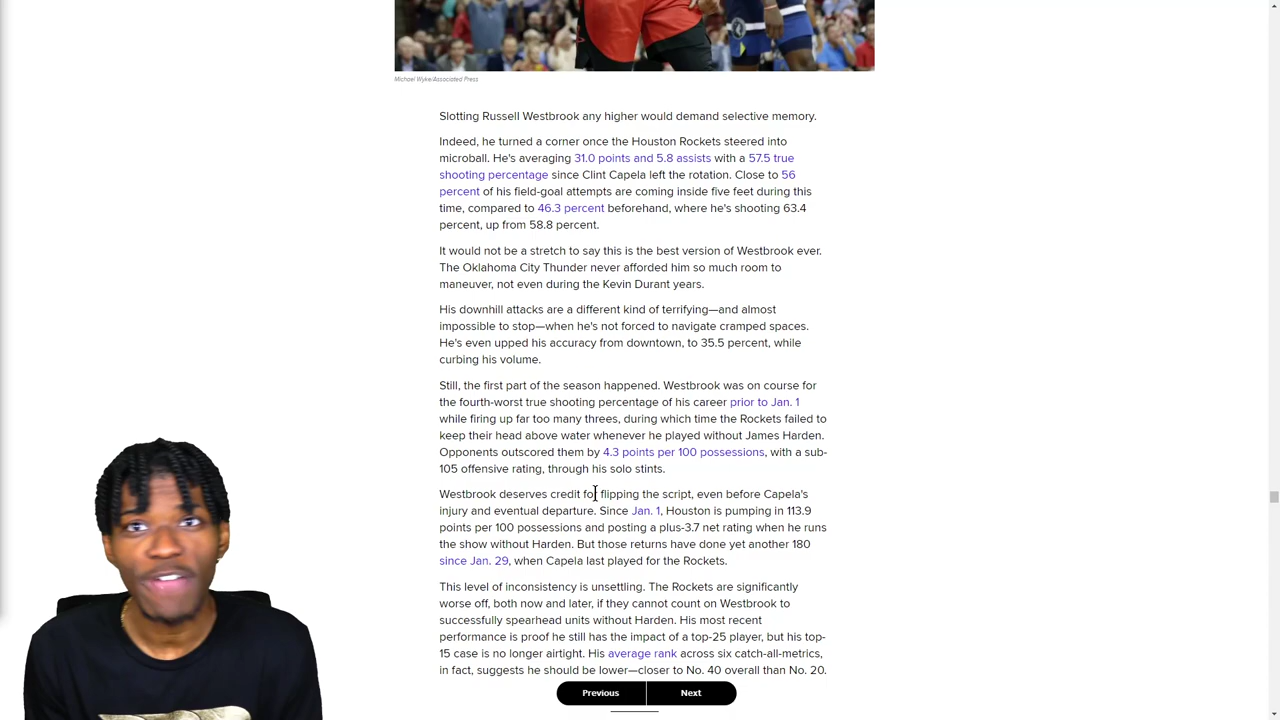 Michael Wyke/Associated Press
Slotting Russell Westbrook any higher would demand selective memory.
Indeed, he turned a corner once the Houston Rockets steered into
microball. He's averaging 31.0 points and 5.8 assists with a 57.5 true
shooting percentage since Clint Capela left the rotation. Close to 56
percent of his field-goal attempts are coming inside five feet during this
time, compared to 46.3 percent beforehand, where he's shooting 63.4
percent, up from 58.8 percent.
It would not be a stretch to say this is the best version of Westbrook ever.
The Oklahoma City Thunder never afforded him so much room to
maneuver, not even during the Kevin Durant years.
His downhill attacks are a different kind of terrifying—and almost
impossible to stop—when he's not forced to navigate cramped spaces.
He's even upped his accuracy from downtown, to 35.5 percent, while
curbing his volume.
Still, the first part of the season happened. Westbrook was on course for
the fourth-worst true shooting percentage of his career prior to Jan. 1
while firing up far too many threes, during which time the Rockets failed to
keep their head above water whenever he played without James Harden.
Opponents outscored them by 4.3 points per 100 possessions, with a sub-
105 offensive rating, through his solo stints.
Westbrook deserves credit for flipping the script, even before Capela's
injury and eventual departure. Since Jan. 1, Houston is pumping in 113.9
points per 100 possessions and posting a plus-3.7 net rating when he runs
the show without Harden. But those returns have done yet another 180
since Jan. 29, when Capela last played for the Rockets.
This level of inconsistency is unsettling. The Rockets are significantly
worse off, both now and later, if they cannot count on Westbrook to
successfully spearhead units without Harden. His most recent
performance is proof he still has the impact of a top-25 player, but his top-
15 case is no longer airtight. His average rank across six catch-all-metrics,
in fact, suggests he should be lower—closer to No. 40 overall than No. 20.
Previous Next